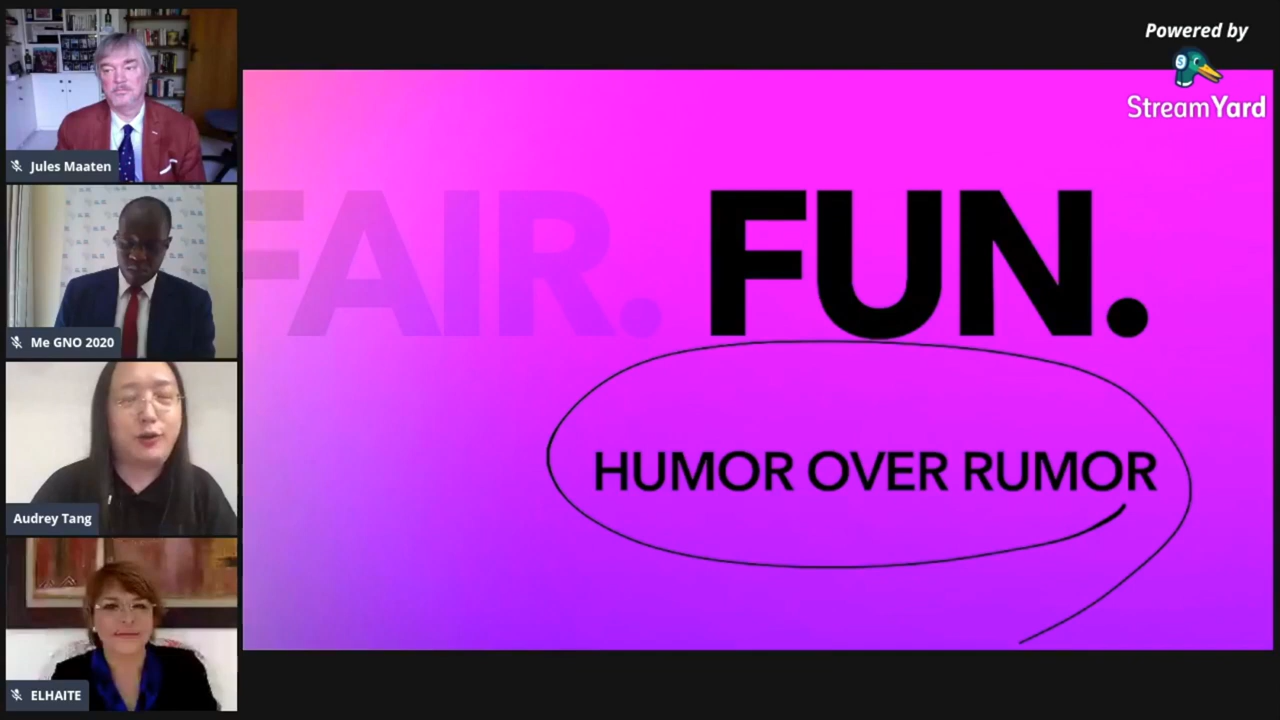 Powered by
StreamYard
Jules Maaten
Me GNO 2020
Audrey Tang
ELHAITE
FAIR. FUN.
HUMOR OVER RUMOR